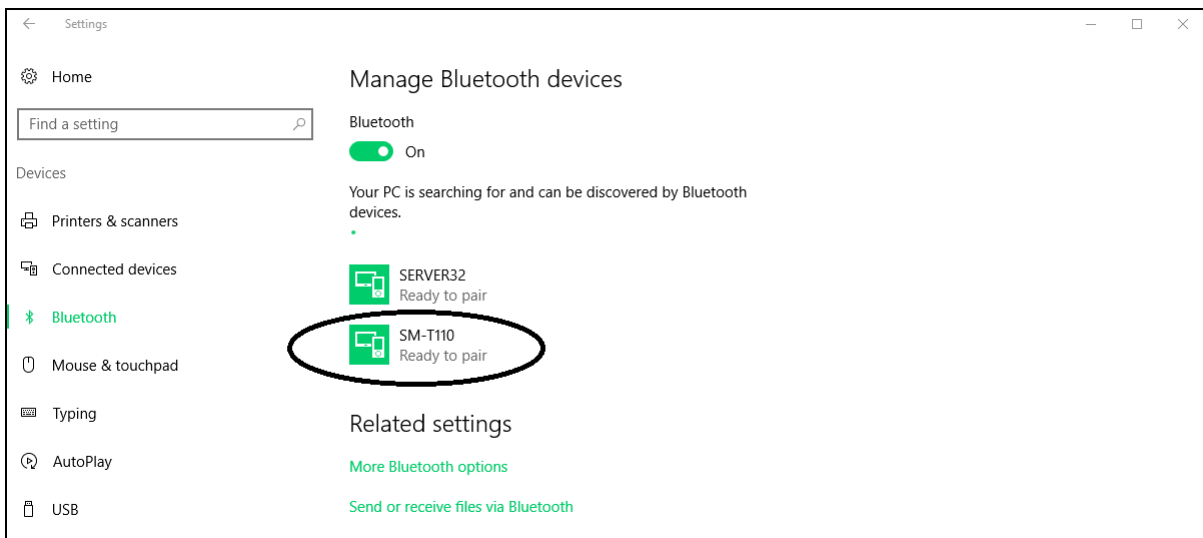 Settings
Home
Find a setting
Devices
Printers & scanners
Connected devices
Bluetooth
Mouse & touchpad
Typing
AutoPlay
USB
Manage Bluetooth devices
Bluetooth
On
Your PC is searching for and can be discovered by Bluetooth
devices.
SERVER32
Ready to pair
SM-T110
Ready to pair
Related settings
More Bluetooth options
Send or receive files via Bluetooth